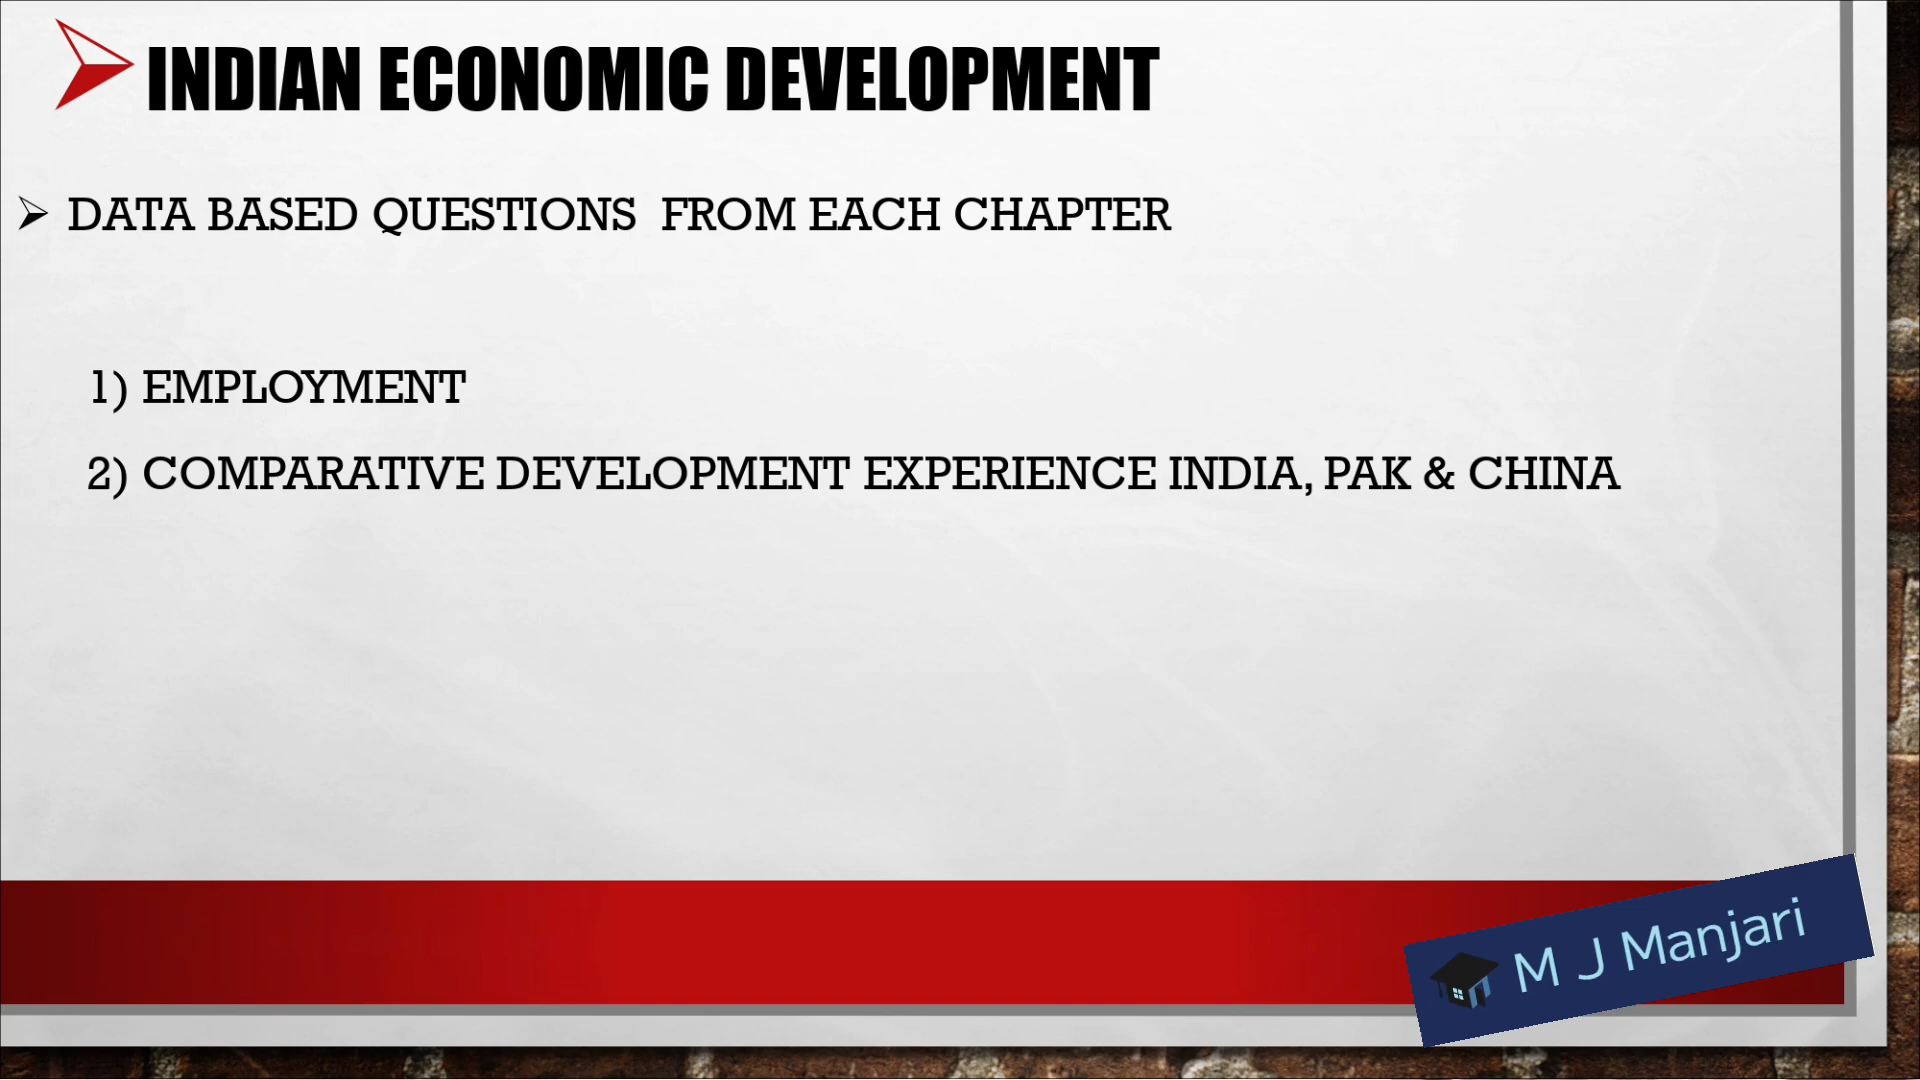 INDIAN ECONOMIC DEVELOPMENT
DATA BASED QUESTIONS FROM EACH CHAPTER
1) EMPLOYMENT
2) COMPARATIVE DEVELOPMENT EXPERIENCE INDIA, PAK & CHINA
M J Manjari